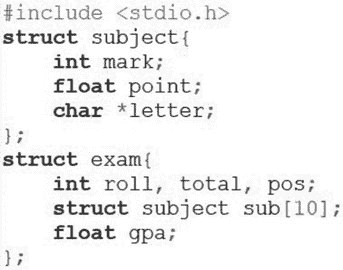 #include <stdio.h>
struct subject{
    int mark;
    float point;
    char *letter;
};
struct exam{
    int roll, total, pos;
    struct subject sub[10];
    float gpa;
};